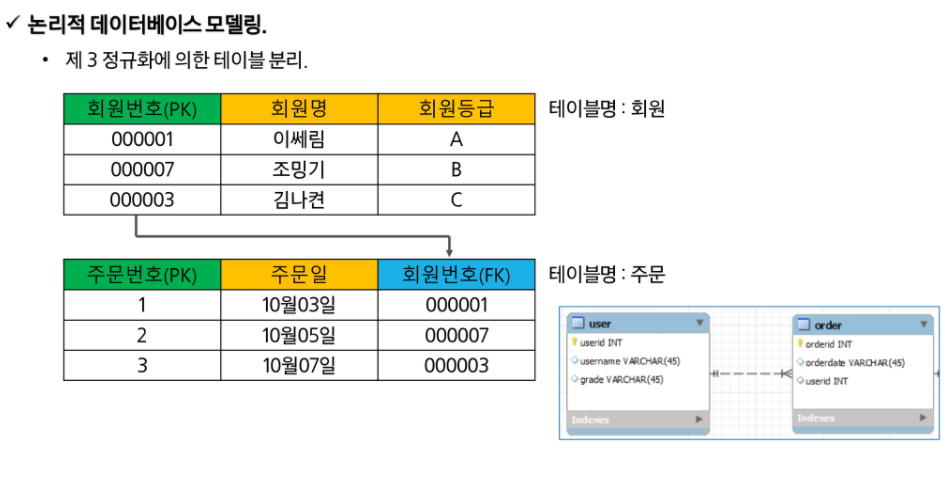 ✓ 논리적 데이터베이스 모델링.
• 제 3 정규화에 의한 테이블 분리.
회원번호(PK) 회원명 회원등급 테이블명 : 회원
000001 이쎄림 A
000007 조밍기 B
000003 김나켠 C
주문번호(PK) 주문일 회원번호(FK) 테이블명 : 주문
1 10월03일 000001
2 10월05일 000007
3 10월07일 000003
user
userid INT
username VARCHAR(45)
grade VARCHAR(45)
Indexes
order
orderid INT
orderdate VARCHAR(45)
userid INT
Indexes